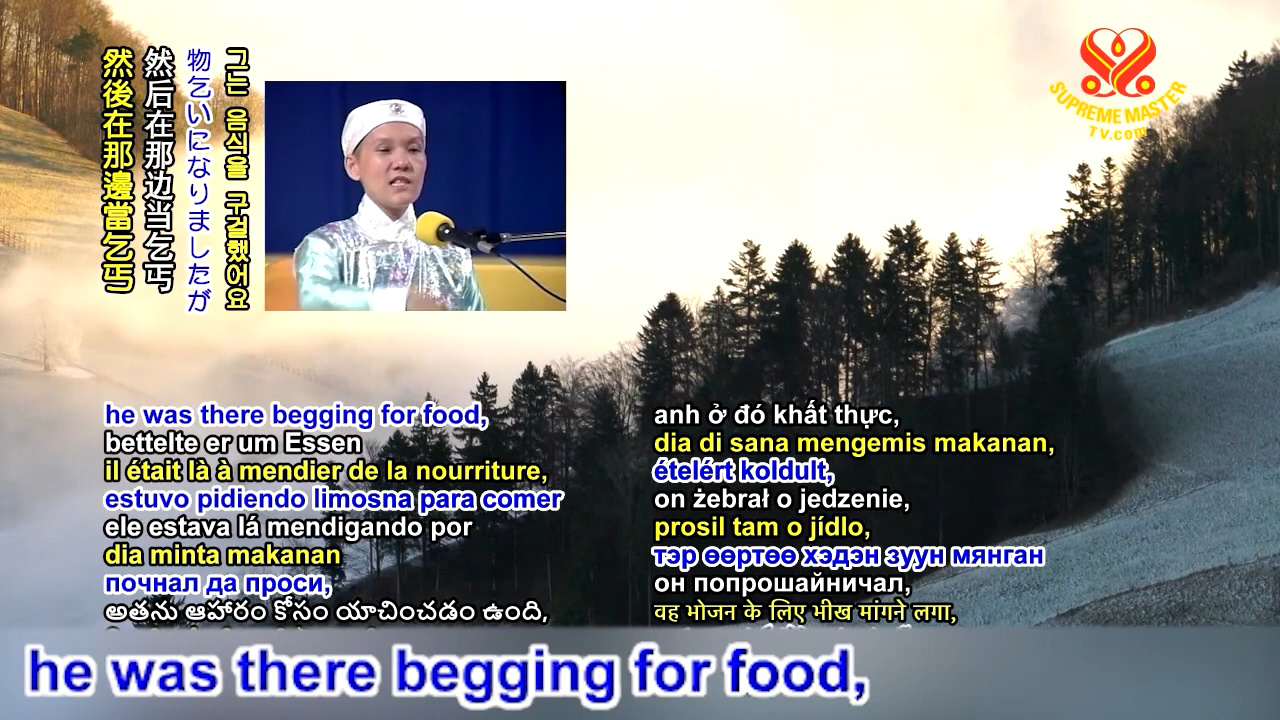 然後在那邊當乞丐
然后在那边当乞丐
物乞いになりましたが
그는 음식을 구걸했어요
SUPREME MASTER
TV.com
he was there begging for food,
bettelte er um Essen
il était là à mendier de la nourriture,
estuvo pidiendo limosna para comer
ele estava lá mendigando por
dia minta makanan
почнал да проси,
అతను ఆహారం కోసం యాచించడం ఉంది,
anh ở đó khất thực,
dia di sana mengemis makanan,
ételért koldult,
on żebrał o jedzenie,
prosil tam o jídlo,
тэр өөртөө хэдэн зуун мянган
он попрошайничал,
वह भोजन के लिए भीख मांगने लगा,
he was there begging for food,